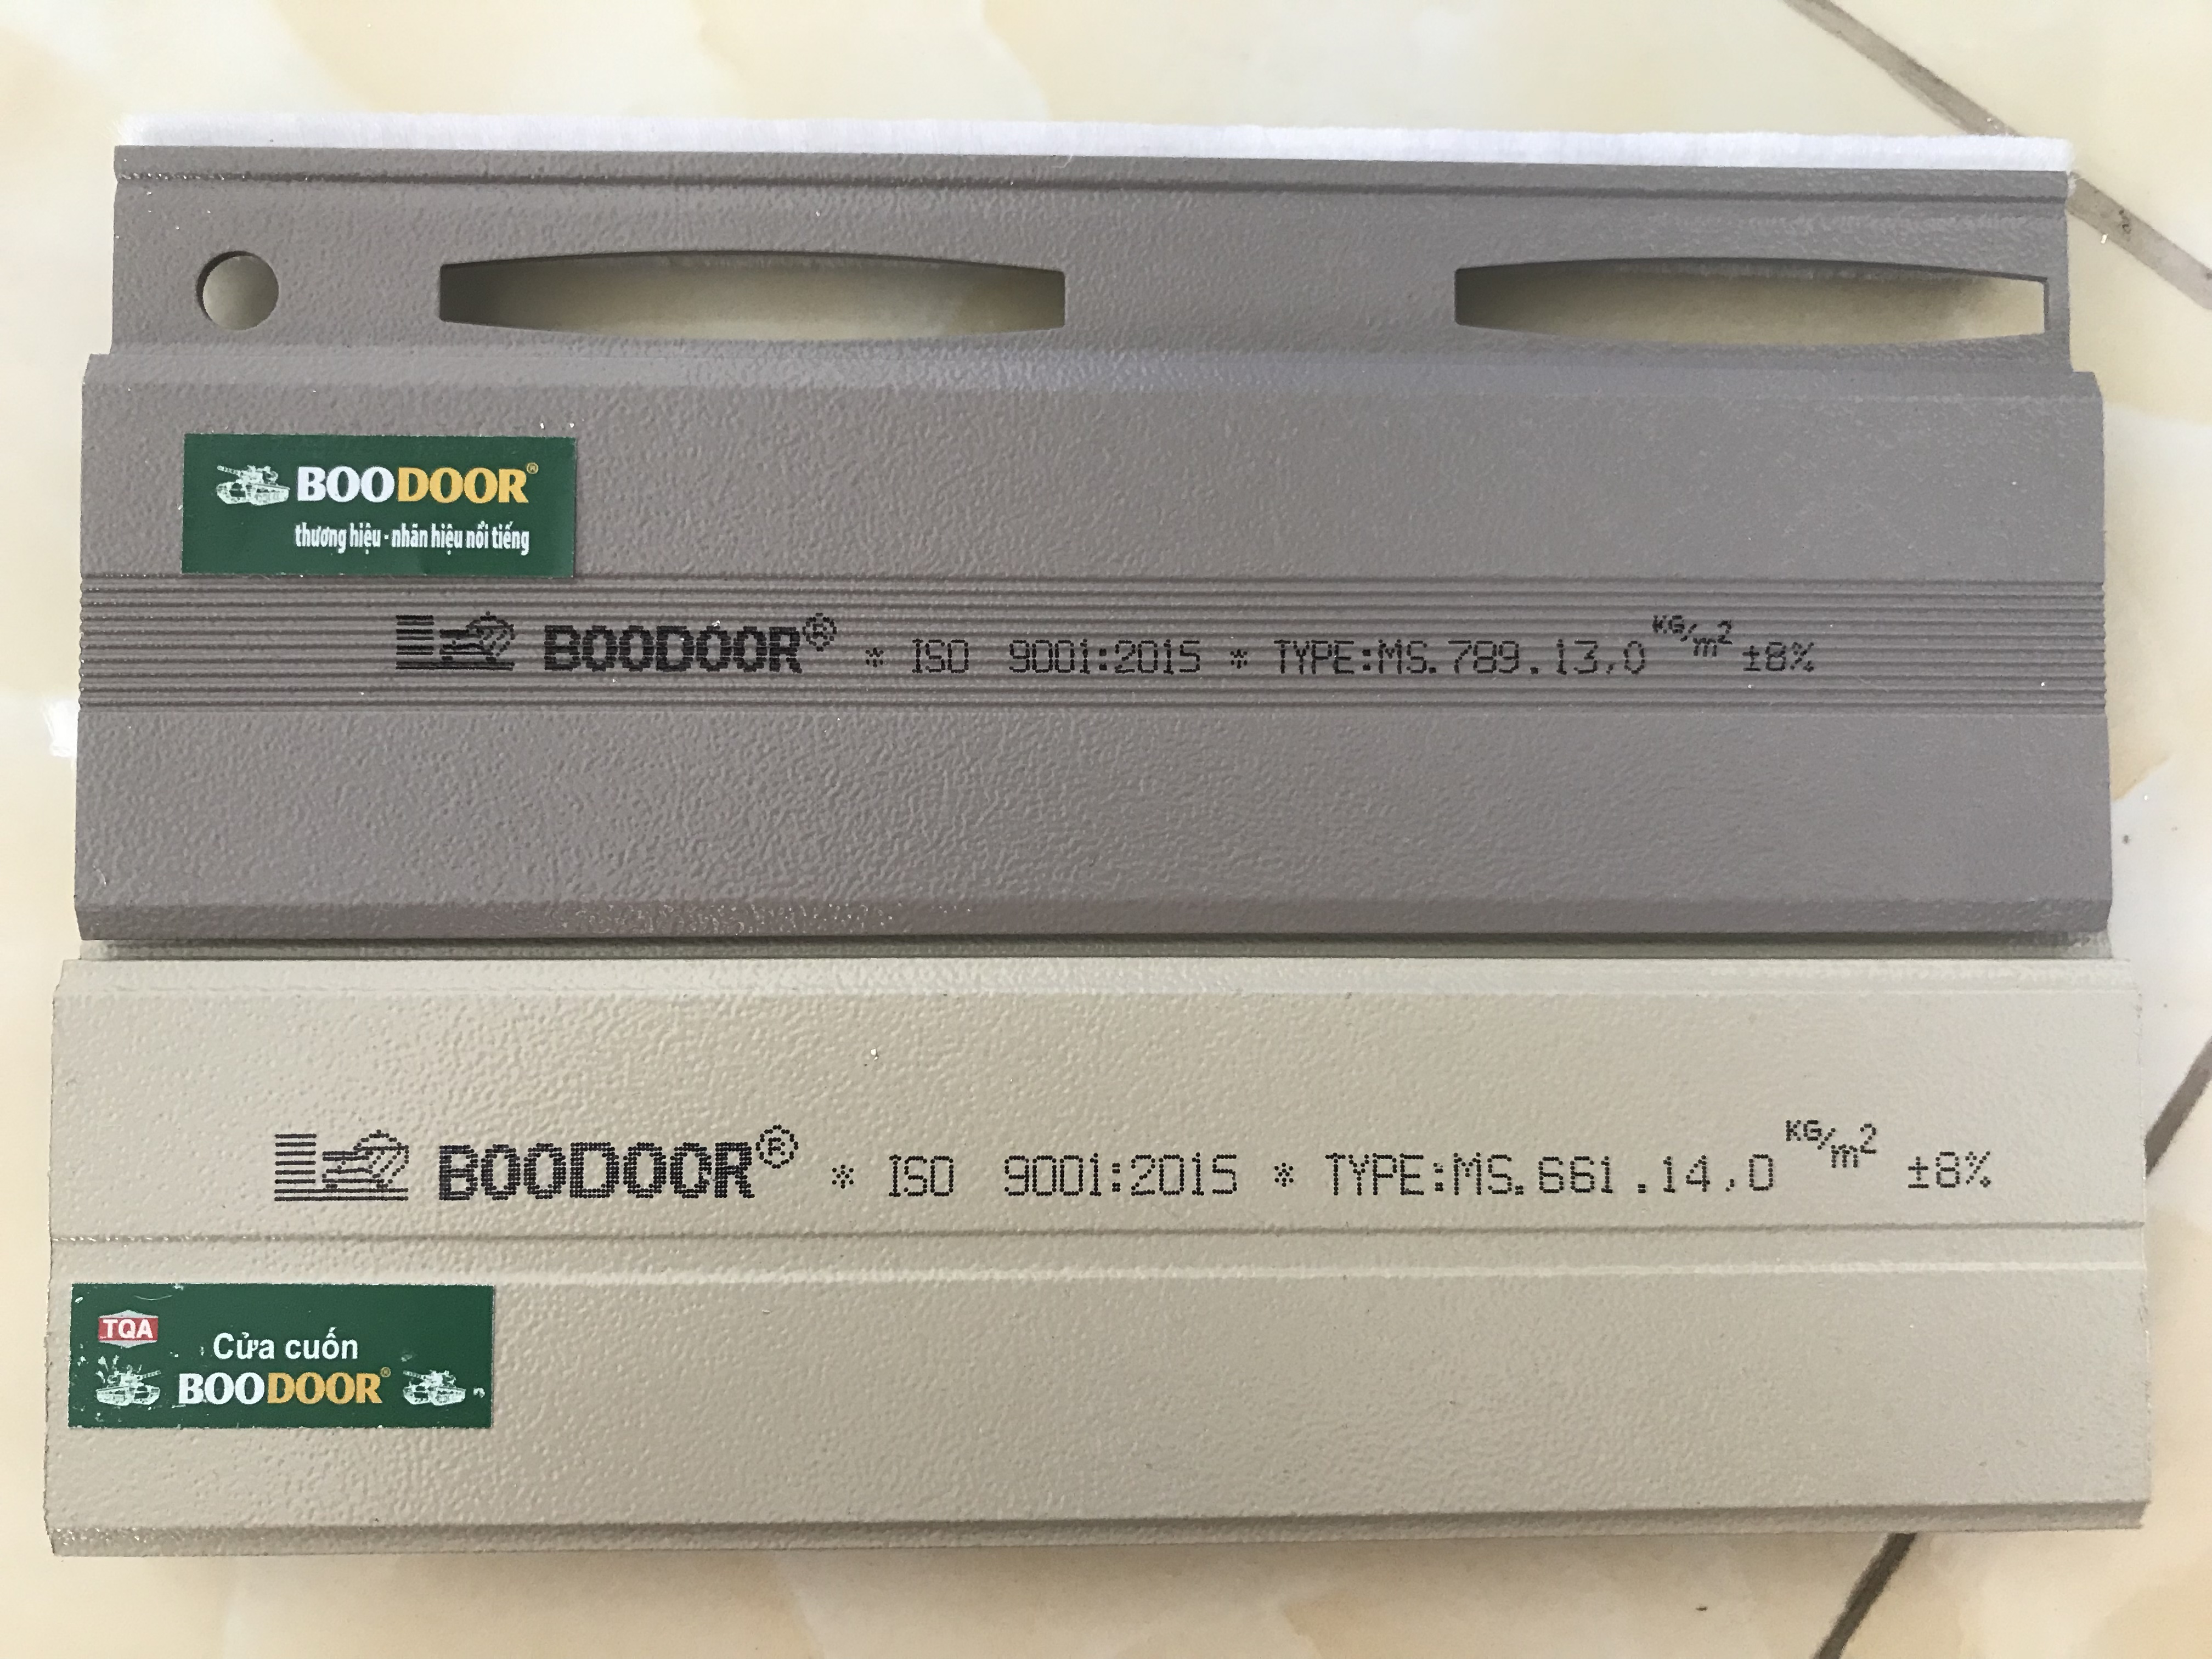 BOODOOR®
thương hiệu - nhãn hiệu nổi tiếng
BOODOOR® * ISO 9001:2015 * TYPE:MS.789.13,0 KG/m² ±8%
BOODOOR® * ISO 9001:2015 * TYPE:MS.661.14,0 KG/m² ±8%
TQA
Cửa cuốn
BOODOOR®